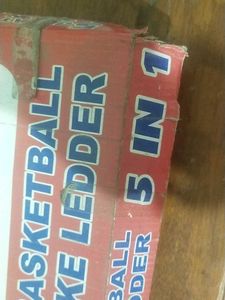 BASKETBALL
KE LEDDER
5 IN 1
BALL
DDER